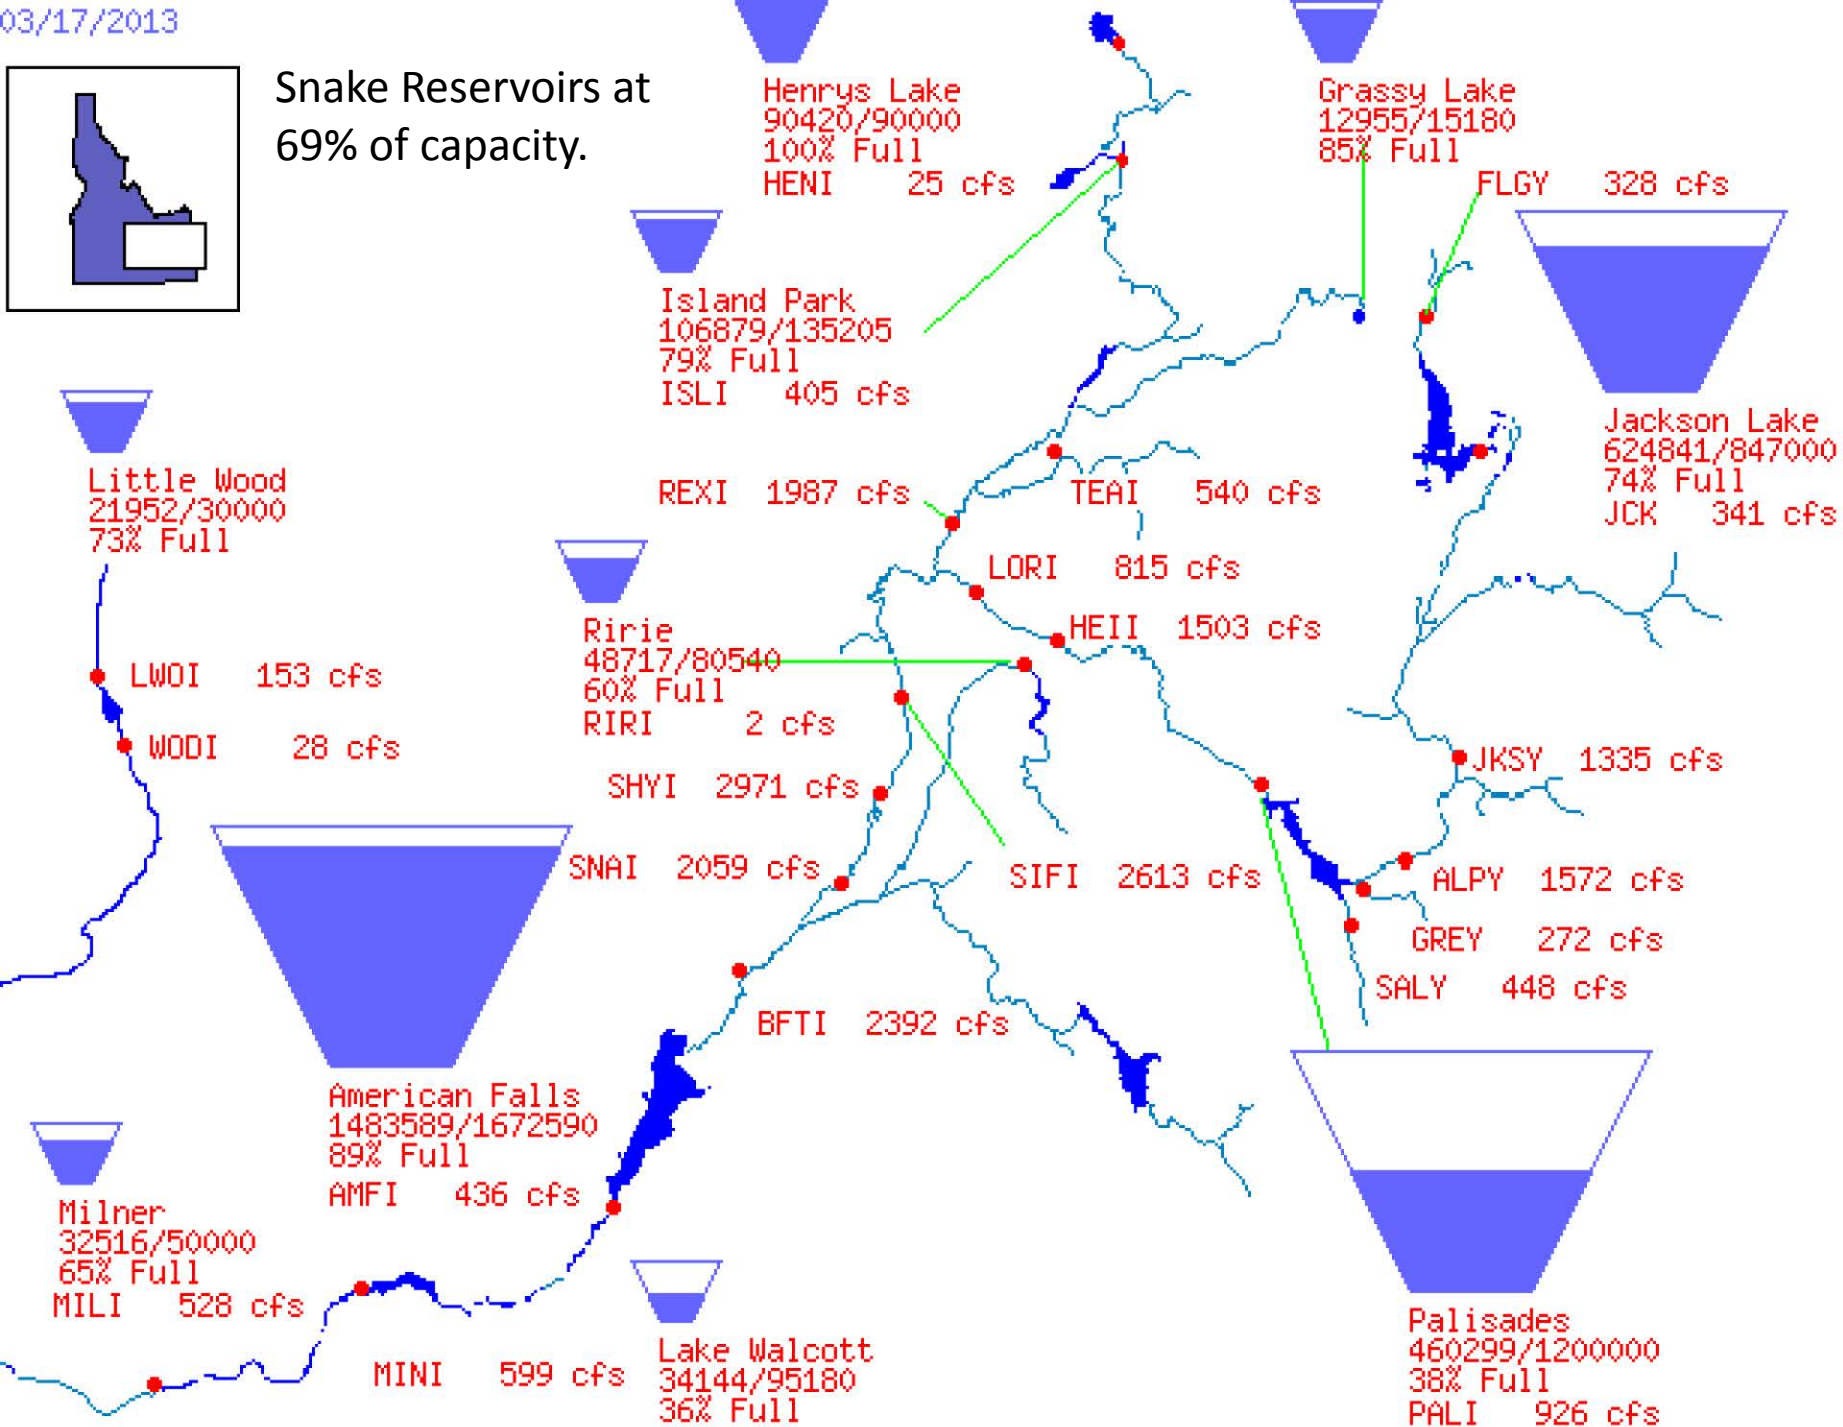 03/17/2013
Snake Reservoirs at
69% of capacity.
Henrys Lake
90420/90000
100% Full
HENI 25 cfs
Grassy Lake
12955/15180
85% Full
FLGY 328 cfs
Island Park
106879/135205
79% Full
ISLI 405 cfs
Jackson Lake
624841/847000
74% Full
JCK 341 cfs
Little Wood
21952/30000
73% Full
REXI 1987 cfs
TEAI 540 cfs
LORI 815 cfs
HEII 1503 cfs
Ririe
48717/80540
60% Full
RIRI 2 cfs
LWOI 153 cfs
WODI 28 cfs
JKSY 1335 cfs
SHYI 2971 cfs
SNAI 2059 cfs
SIFI 2613 cfs
ALPY 1572 cfs
GREY 272 cfs
SALY 448 cfs
BFTI 2392 cfs
American Falls
1483589/1672590
89% Full
AMFI 436 cfs
Milner
32516/50000
65% Full
MILI 528 cfs
MINI 599 cfs
Lake Walcott
34144/95180
36% Full
Palisades
460299/1200000
38% Full
PALI 926 cfs